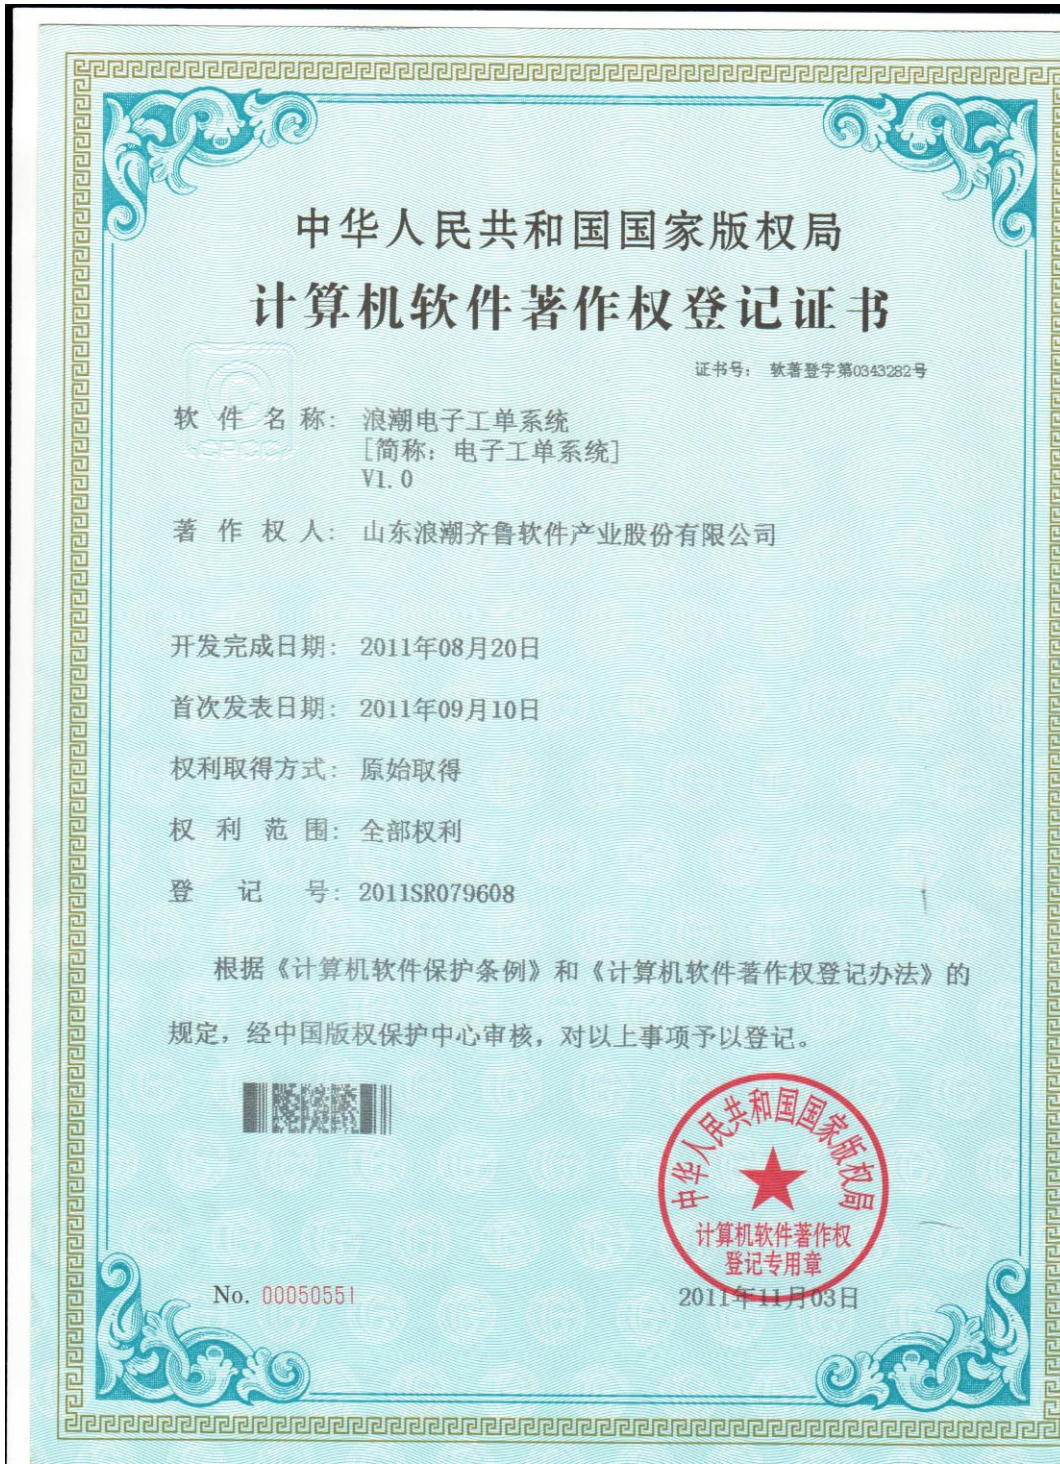 中华人民共和国国家版权局
计算机软件著作权登记证书
证书号： 软著登字第0343282号
软件名称： 浪潮电子工单系统
[简称：电子工单系统]
V1.0
著作权人： 山东浪潮齐鲁软件产业股份有限公司
开发完成日期： 2011年08月20日
首次发表日期： 2011年09月10日
权利取得方式： 原始取得
权利范围： 全部权利
登记号： 2011SR079608
根据《计算机软件保护条例》和《计算机软件著作权登记办法》的
规定，经中国版权保护中心审核，对以上事项予以登记。
中华人民共和国国家版权局
计算机软件著作权
登记专用章
No. 00050551
2011年11月03日